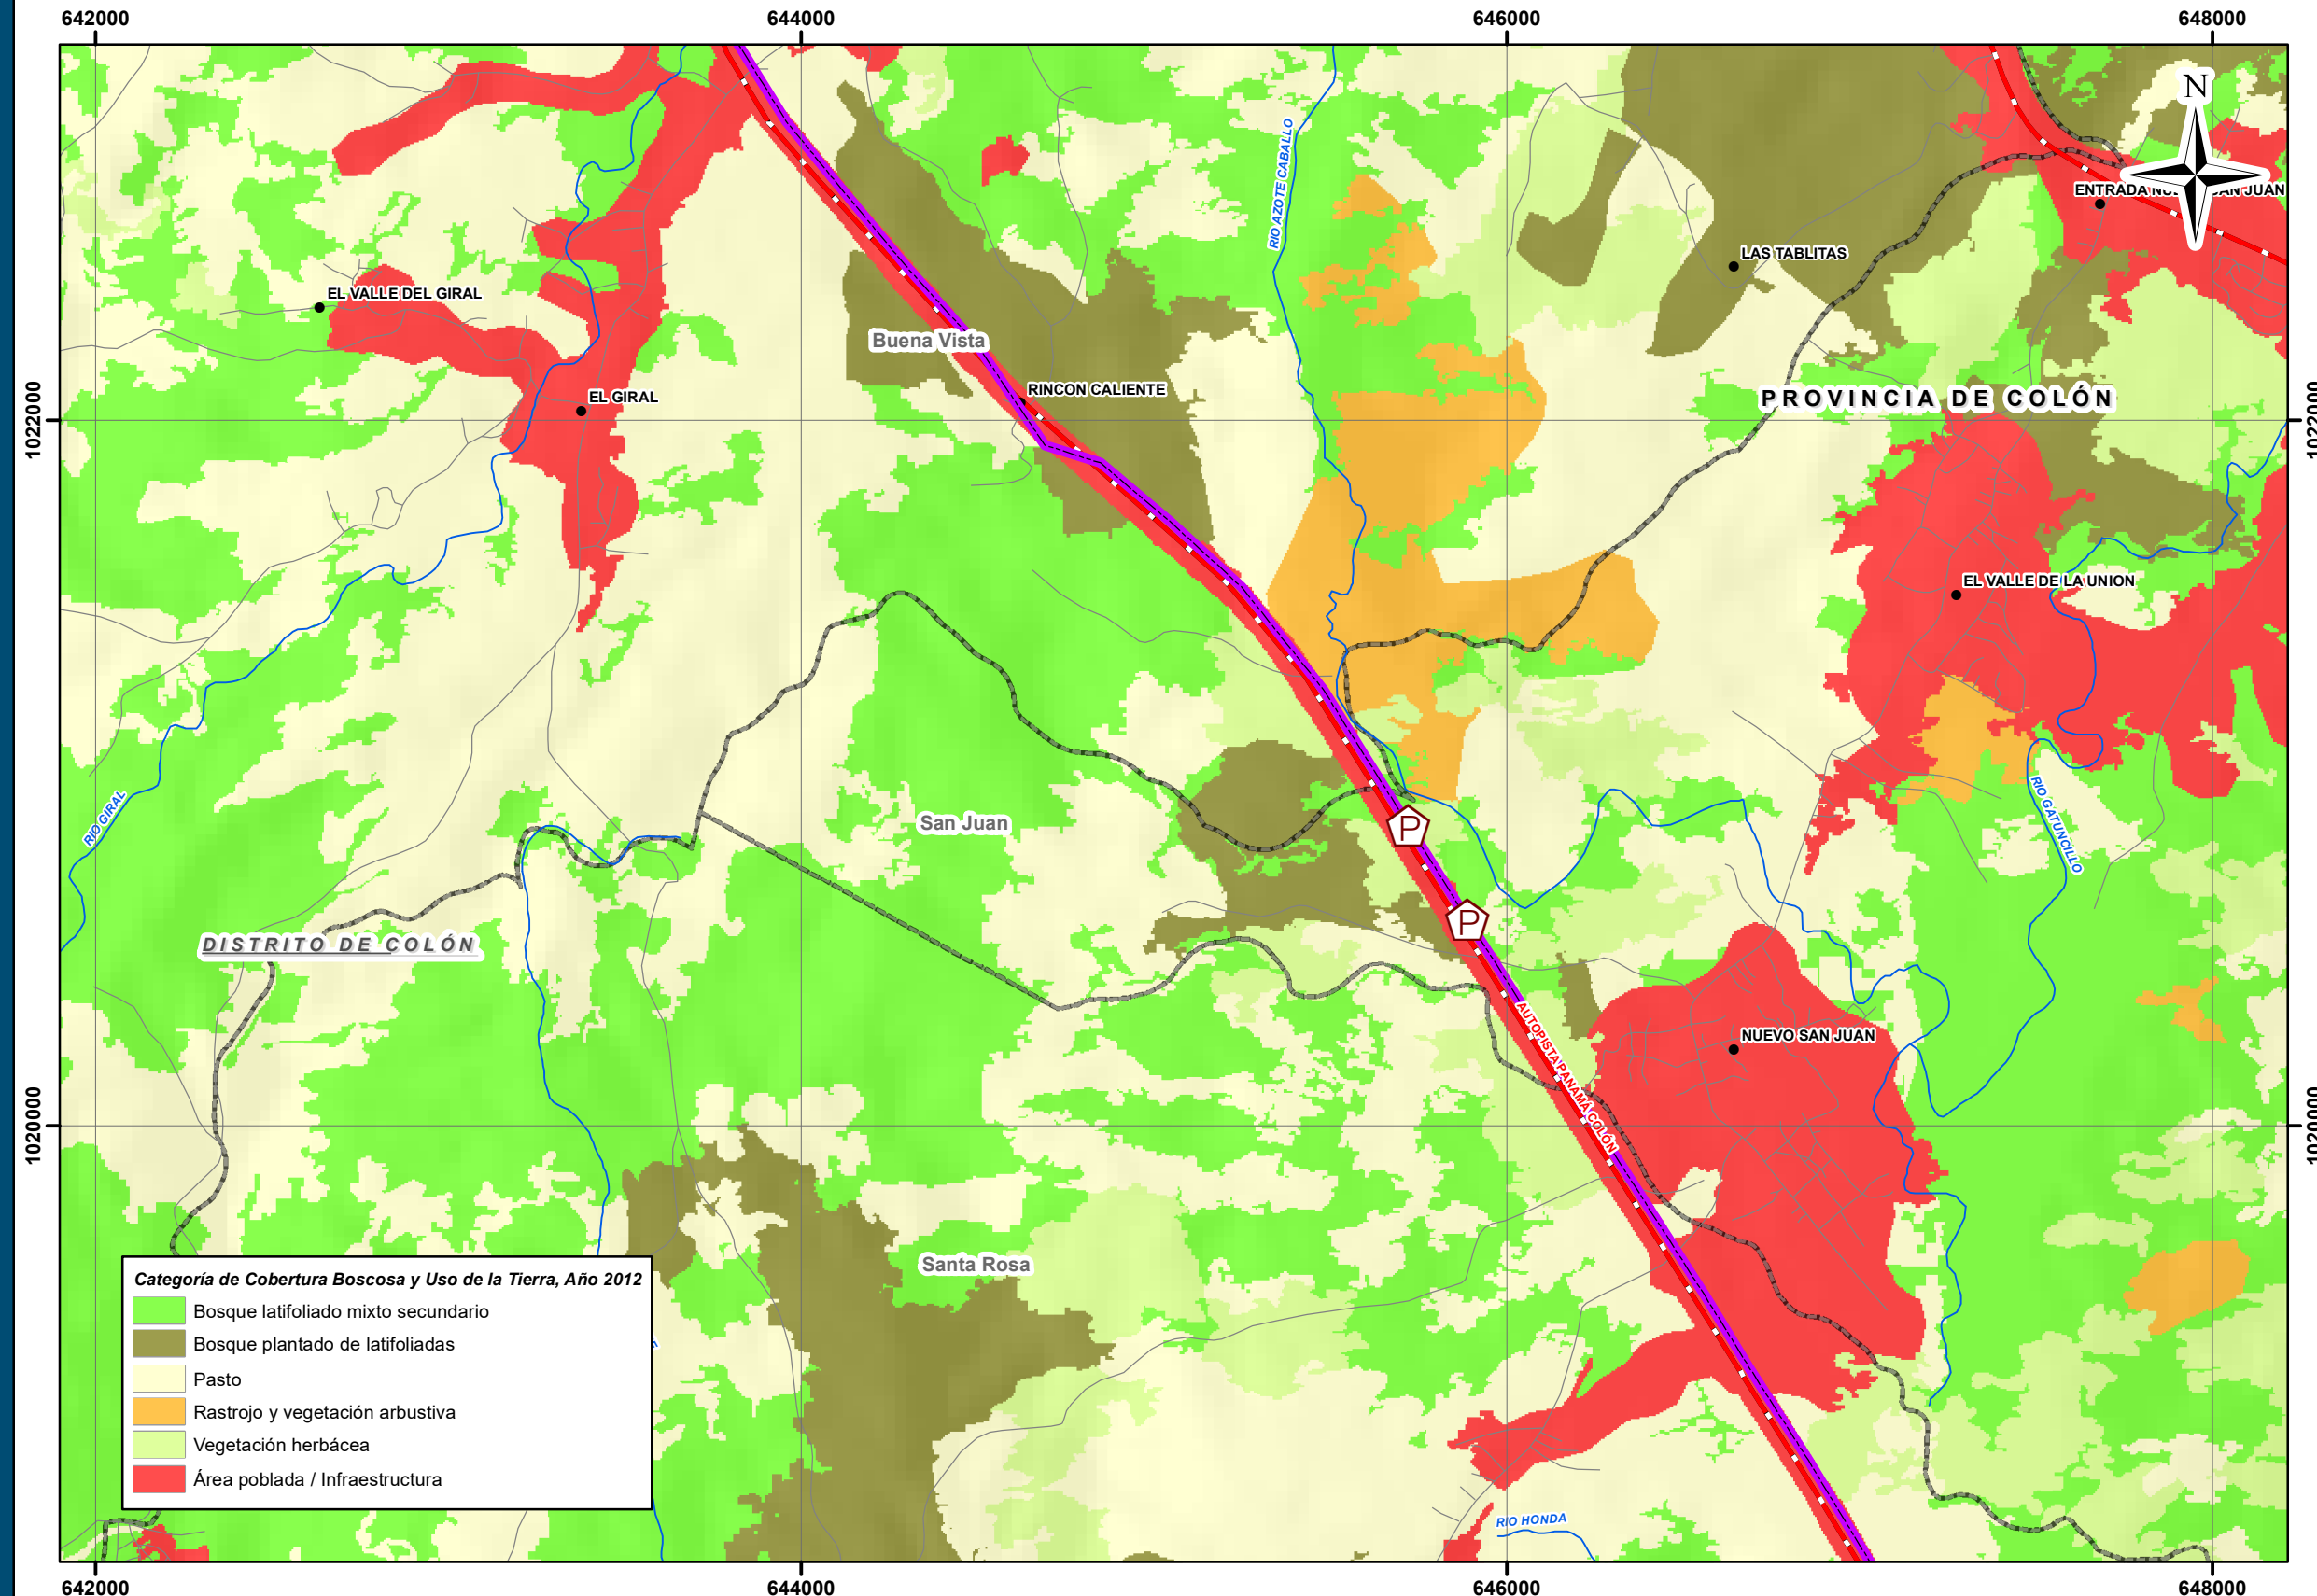 642000
644000
646000
648000
N
RIO AZOTE CABALLO
ENTRADA NU
AN JUAN
LAS TABLITAS
EL VALLE DEL GIRAL
Buena Vista
RINCON CALIENTE
EL GIRAL
PROVINCIA DE COLÓN
1022000
1022000
EL VALLE DE LA UNION
RIO GIRAL
San Juan
P
RIO GATUNCILLO
P
DISTRITO DE COLÓN
AUTOPISTA PANAMÁ COLÓN
NUEVO SAN JUAN
1020000
1020000
Santa Rosa
Categoría de Cobertura Boscosa y Uso de la Tierra, Año 2012
Bosque latifoliado mixto secundario
Bosque plantado de latifoliadas
Pasto
Rastrojo y vegetación arbustiva
Vegetación herbácea
Área poblada / Infraestructura
RIO HONDA
642000
644000
646000
648000